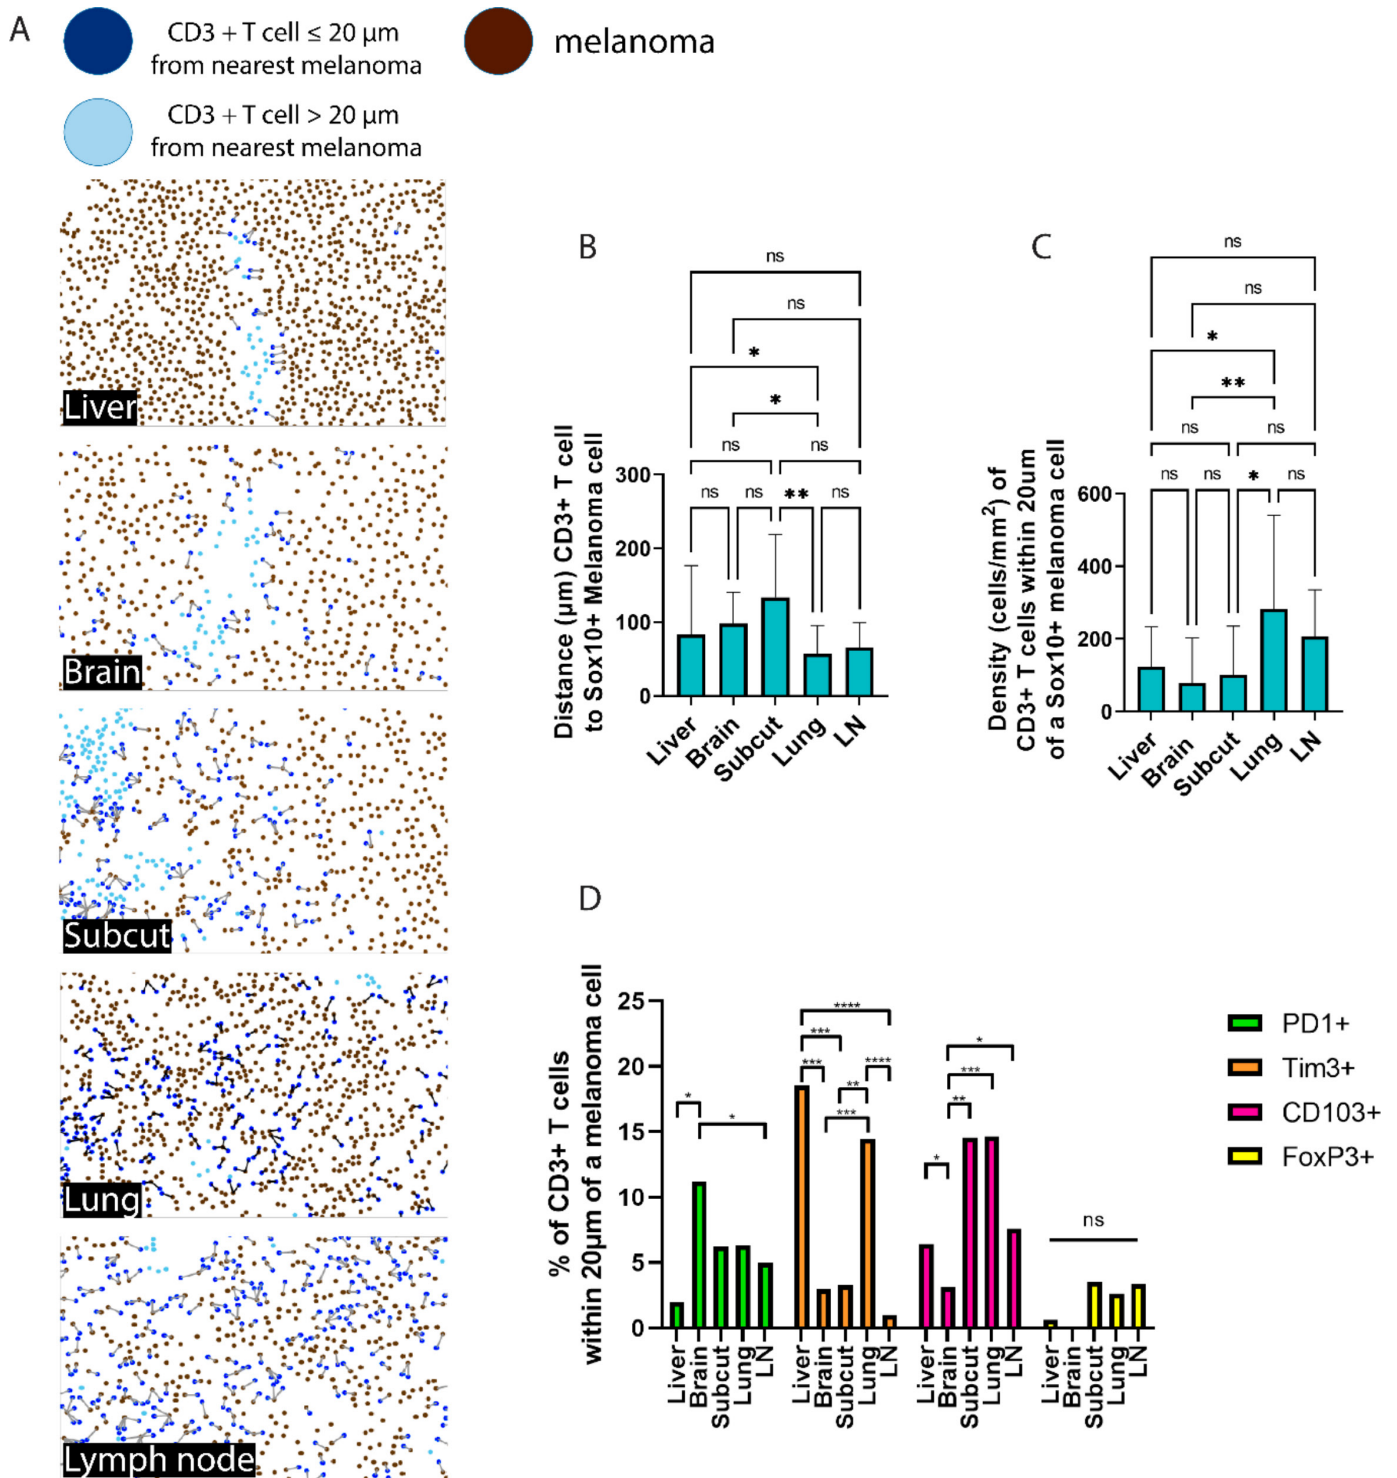 A
CD3 + T cell ≤ 20 µm
from nearest melanoma
melanoma
CD3 + T cell > 20 µm
from nearest melanoma
Liver
Brain
Subcut
Lung
Lymph node
B
ns
ns
*
*
ns
ns
ns
ns
**
ns
Distance (µm) CD3+ T cell
to Sox10+ Melanoma cell
300
200
100
0
Liver
Brain
Subcut
Lung
LN
C
ns
ns
*
**
ns
ns
ns
ns
*
ns
Density (cells/mm²) of
CD3+ T cells within 20um
of a Sox10+ melanoma cell
600
400
200
0
Liver
Brain
Subcut
Lung
LN
D
% of CD3+ T cells
within 20µm of a melanoma cell
25
20
15
10
5
0
*
*
****
***
***
****
**
***
*
***
**
*
ns
Liver
Brain
Subcut
Lung
LN
Liver
Brain
Subcut
Lung
LN
Liver
Brain
Subcut
Lung
LN
Liver
Brain
Subcut
Lung
LN
PD1+
Tim3+
CD103+
FoxP3+